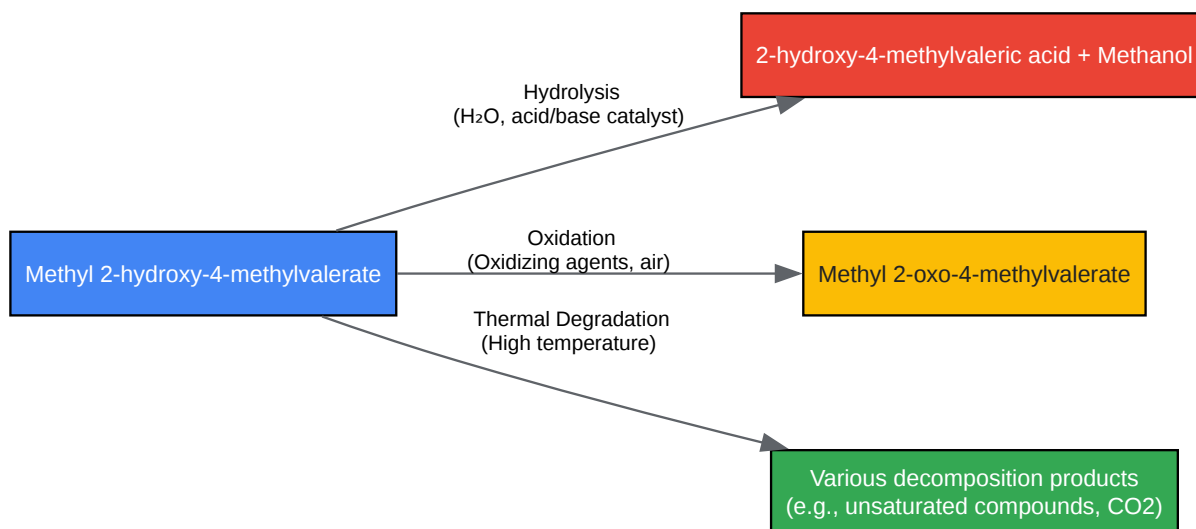 2-hydroxy-4-methylvaleric acid + Methanol
Hydrolysis
(H₂O, acid/base catalyst)
Methyl 2-hydroxy-4-methylvalerate
Oxidation
(Oxidizing agents, air)
Methyl 2-oxo-4-methylvalerate
Thermal Degradation
(High temperature)
Various decomposition products
(e.g., unsaturated compounds, CO2)